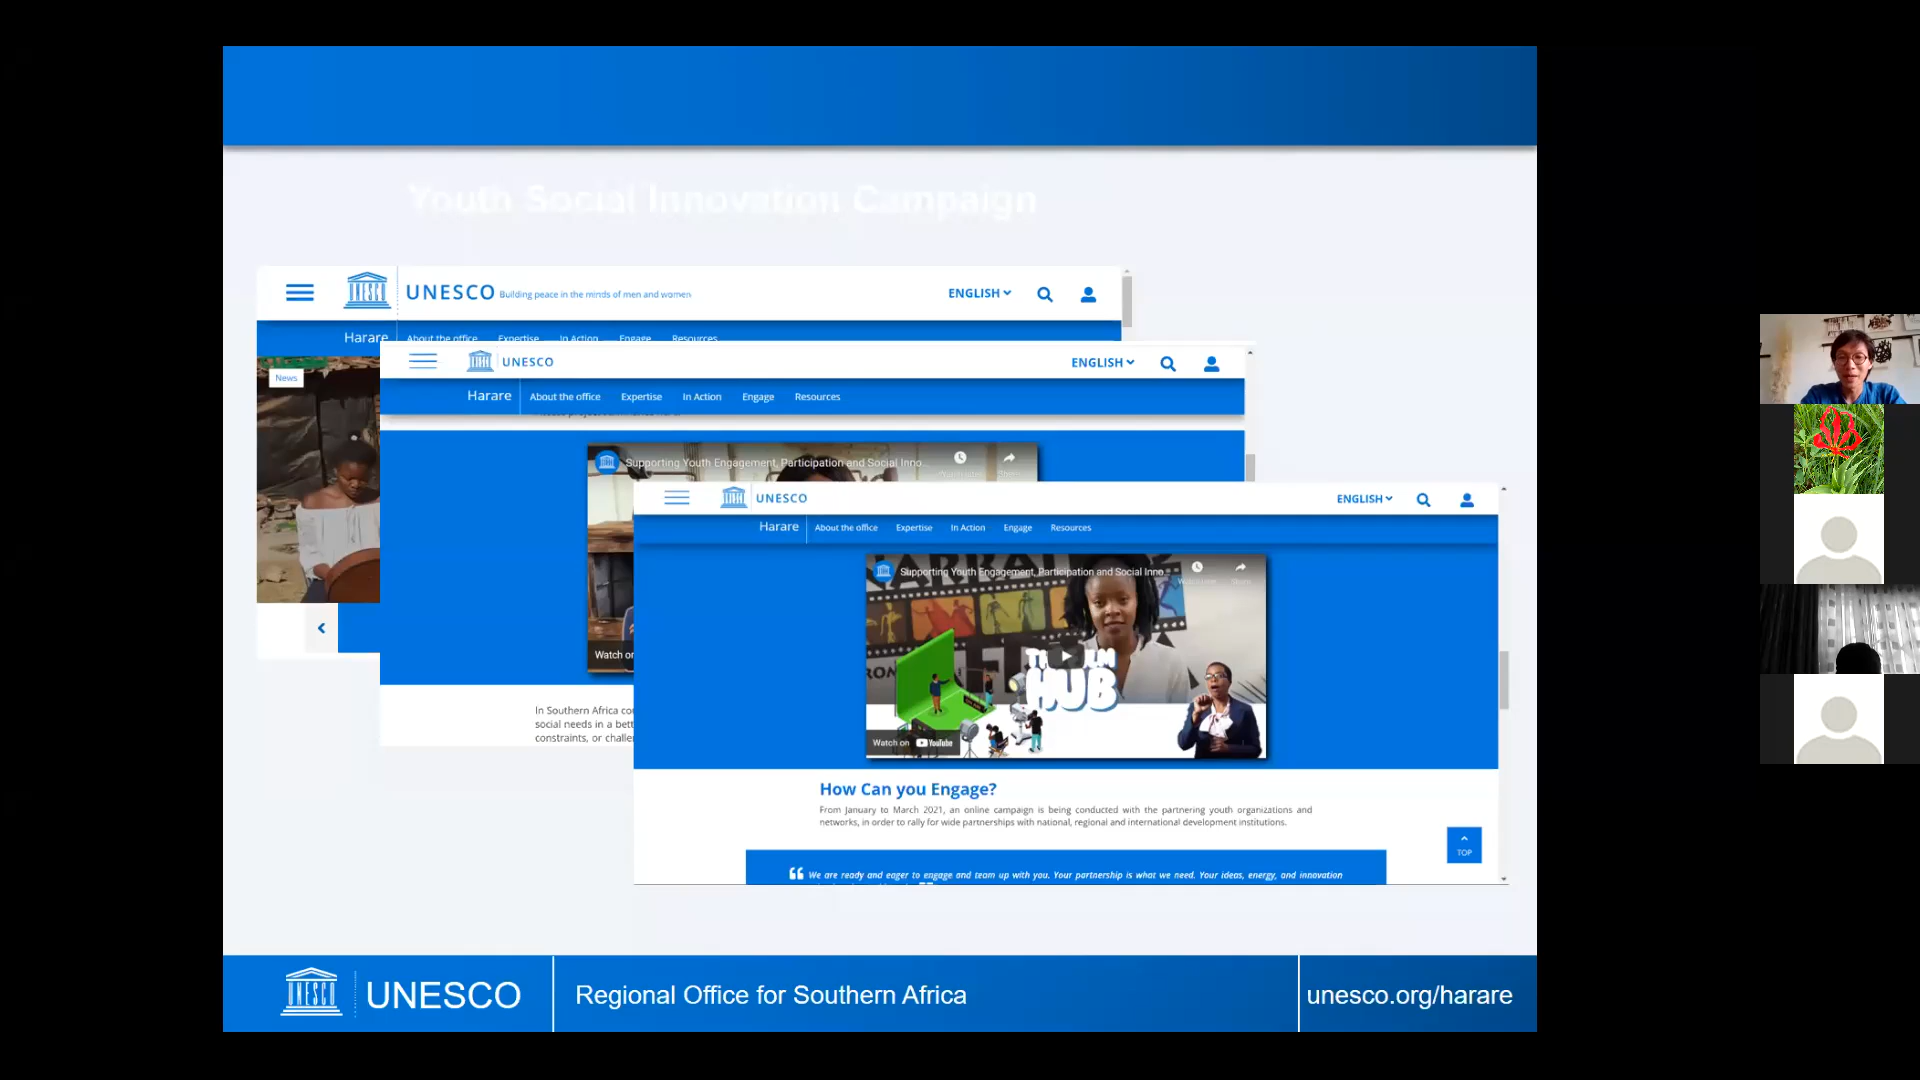 Youth Social Innovation Campaign
UNESCO Building peace in the minds of men and women
ENGLISH
Harare About the office Expertise In Action Engage Resources
News
UNESCO
ENGLISH
Harare About the office Expertise In Action Engage Resources
Supporting Youth Engagement, Participation and Social Inno...
Watch on
In Southern Africa
social needs in a
constraints, or
UNESCO
ENGLISH
Harare About the office Expertise In Action Engage Resources
Supporting Youth Engagement, Participation and Social Inno...
HUB
Watch on YouTube
How Can you Engage?
From January to March 2021, an online campaign is being conducted with the partnering youth organizations and
networks, in order to rally for wide partnerships with national, regional and international development institutions.
TOP
We are ready and eager to engage and team up with you. Your partnership is what we need. Your ideas, energy, and innovation
UNESCO
Regional Office for Southern Africa
unesco.org/harare